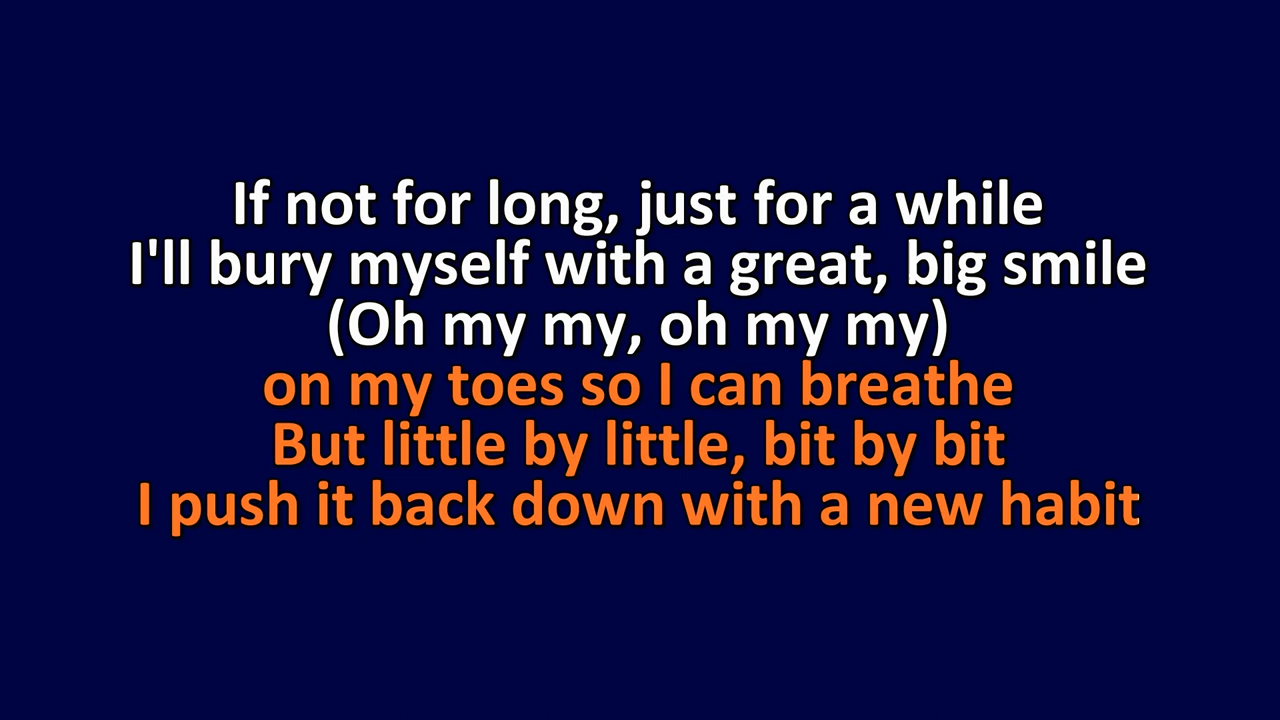 If not for long, just for a while
I'll bury myself with a great, big smile
(Oh my my, oh my my)
on my toes so I can breathe
But little by little, bit by bit
I push it back down with a new habit